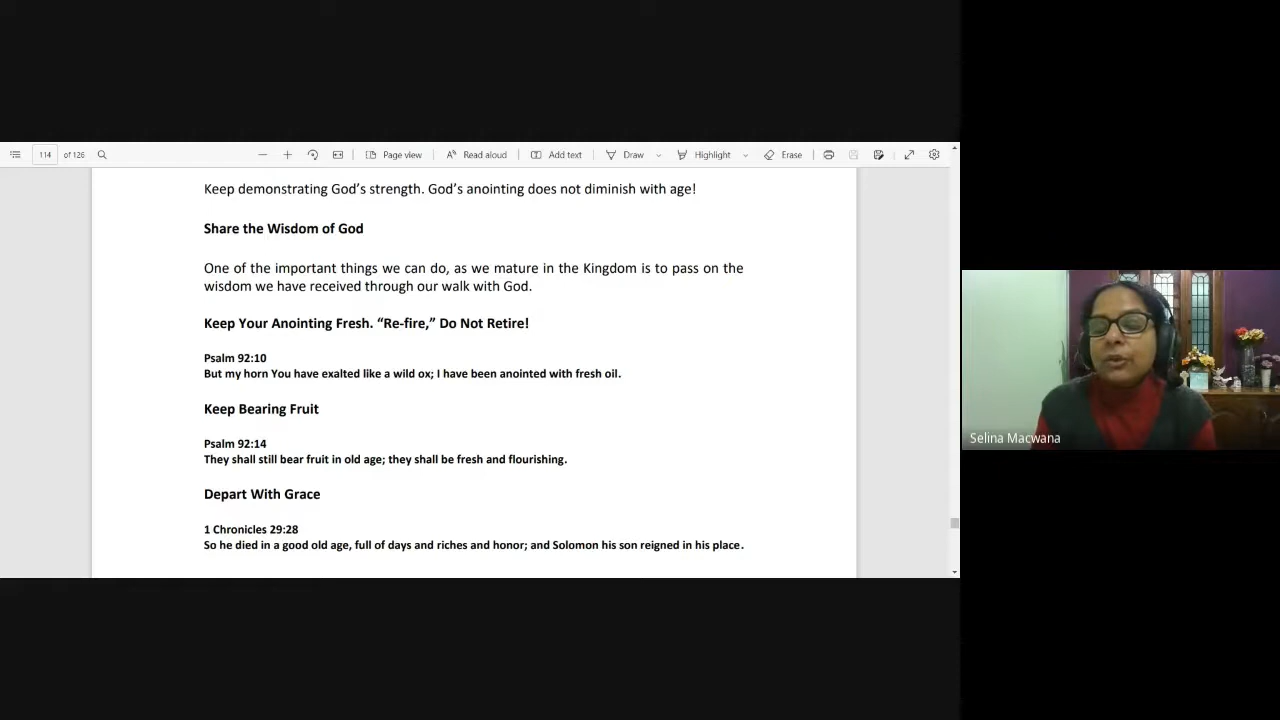 114 of 126 Page view Read aloud Add text Draw Highlight Erase
Keep demonstrating God’s strength. God’s anointing does not diminish with age!
Share the Wisdom of God
One of the important things we can do, as we mature in the Kingdom is to pass on the
wisdom we have received through our walk with God.
Keep Your Anointing Fresh. “Re-fire,” Do Not Retire!
Psalm 92:10
But my horn You have exalted like a wild ox; I have been anointed with fresh oil.
Keep Bearing Fruit
Psalm 92:14
They shall still bear fruit in old age; they shall be fresh and flourishing.
Depart With Grace
1 Chronicles 29:28
So he died in a good old age, full of days and riches and honor; and Solomon his son reigned in his place.
Selina Macwana